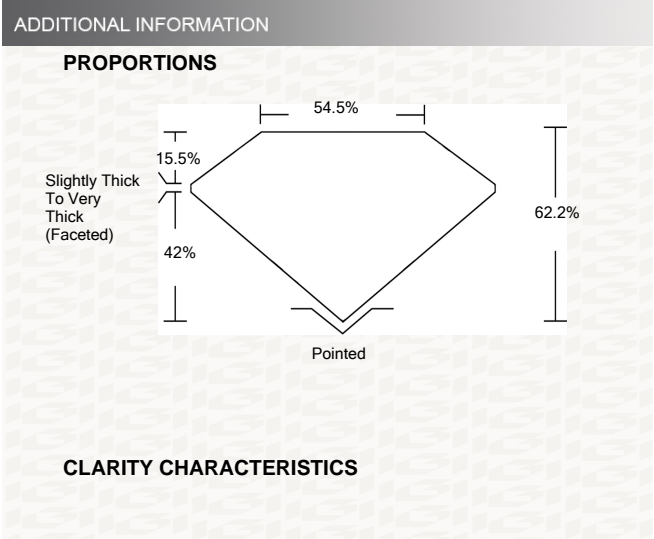 ADDITIONAL INFORMATION
PROPORTIONS
54.5%
15.5%
Slightly Thick
To Very
Thick
(Faceted)
62.2%
42%
Pointed
CLARITY CHARACTERISTICS